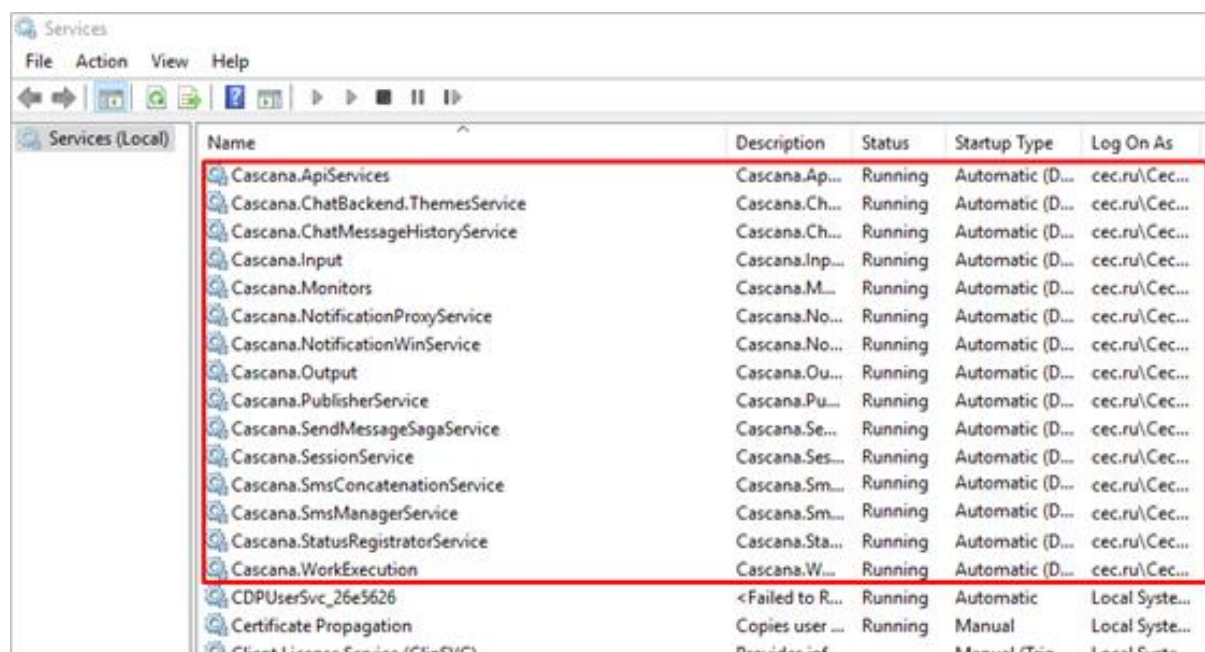 Services
File Action View Help
Services (Local)
Name Description Status Startup Type Log On As
Cascana.ApiServices Cascana.Ap... Running Automatic (D... cec.ru\Cec...
Cascana.ChatBackend.ThemesService Cascana.Ch... Running Automatic (D... cec.ru\Cec...
Cascana.ChatMessageHistoryService Cascana.Ch... Running Automatic (D... cec.ru\Cec...
Cascana.Input Cascana.Inp... Running Automatic (D... cec.ru\Cec...
Cascana.Monitors Cascana.M... Running Automatic (D... cec.ru\Cec...
Cascana.NotificationProxyService Cascana.No... Running Automatic (D... cec.ru\Cec...
Cascana.NotificationWinService Cascana.No... Running Automatic (D... cec.ru\Cec...
Cascana.Output Cascana.Ou... Running Automatic (D... cec.ru\Cec...
Cascana.PublisherService Cascana.Pu... Running Automatic (D... cec.ru\Cec...
Cascana.SendMessageSagaService Cascana.Se... Running Automatic (D... cec.ru\Cec...
Cascana.SessionService Cascana.Ses... Running Automatic (D... cec.ru\Cec...
Cascana.SmsConcatenationService Cascana.Sm... Running Automatic (D... cec.ru\Cec...
Cascana.SmsManagerService Cascana.Sm... Running Automatic (D... cec.ru\Cec...
Cascana.StatusRegistratorService Cascana.Sta... Running Automatic (D... cec.ru\Cec...
Cascana.WorkExecution Cascana.W... Running Automatic (D... cec.ru\Cec...
CDPUserSvc_26e5626 <Failed to R... Running Automatic Local Syste...
Certificate Propagation Copies user ... Running Manual Local Syste...
Client License Service (ClipSVC)